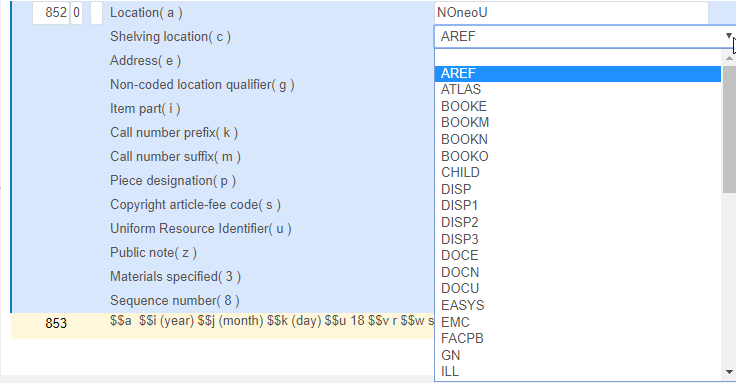 852 0 Location( a ) NOneoU
Shelving location( c ) AREF
Address( e )
Non-coded location qualifier( g )
Item part( i )
Call number prefix( k )
Call number suffix( m )
Piece designation( p )
Copyright article-fee code( s )
Uniform Resource Identifier( u )
Public note( z )
Materials specified( 3 )
Sequence number( 8 )
853 $$a $$i (year) $$j (month) $$k (day) $$u 18 $$v r $$w s
AREF
ATLAS
BOOKE
BOOKM
BOOKN
BOOKO
CHILD
DISP
DISP1
DISP2
DISP3
DOCE
DOCN
DOCU
EASYS
EMC
FACPB
GN
ILL